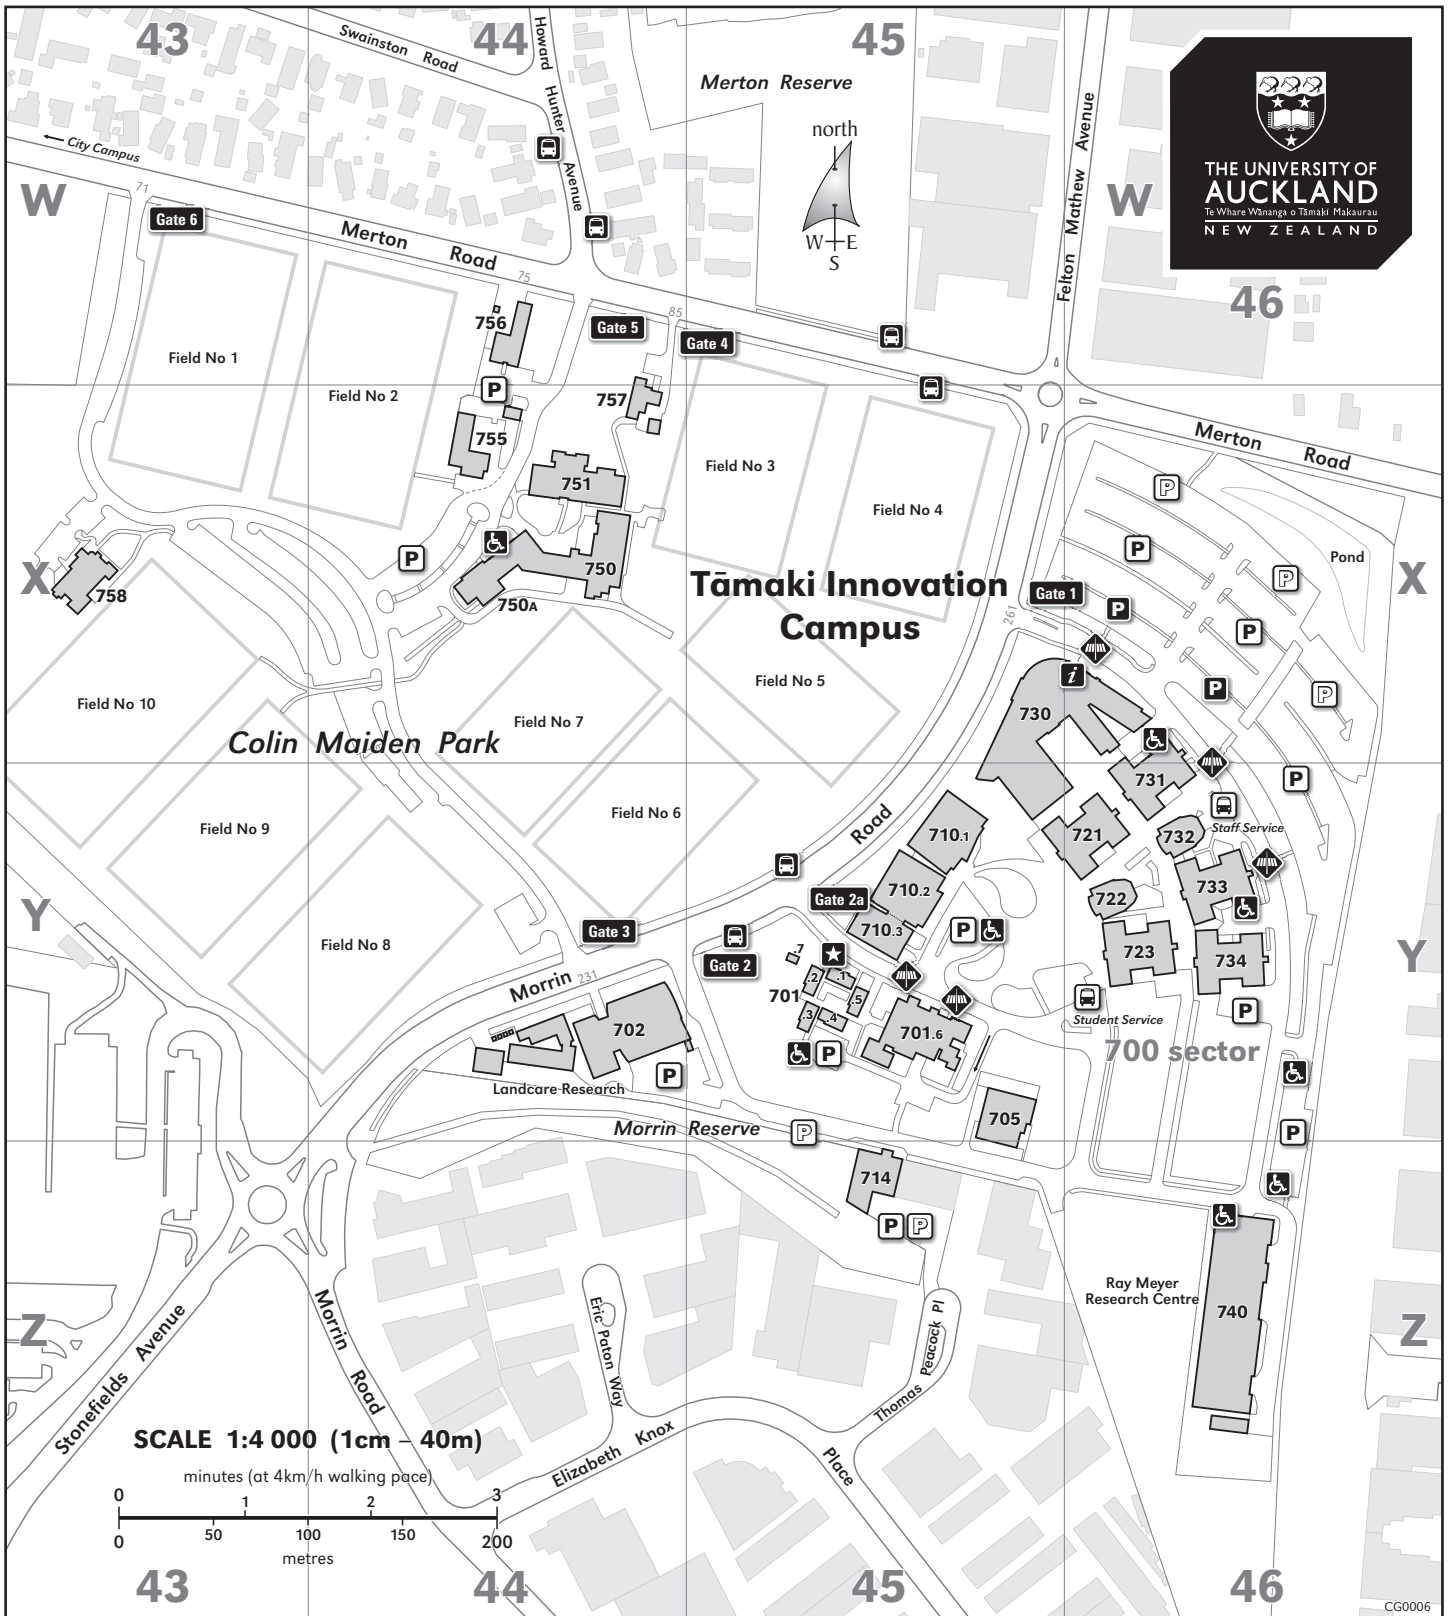 43
44
45
Swainston Road
Howard Hunter Avenue
Merton Reserve
north
W E
S
Felton Mathew Avenue
THE UNIVERSITY OF
AUCKLAND
Te Whare Wānanga o Tāmaki Makaurau
NEW ZEALAND
City Campus
W
W
71
Gate 6
Merton Road
75
46
756
Gate 5
85
Gate 4
Field No 1
Field No 2
P
757
755
751
Field No 3
Field No 4
Merton Road
P
P
Pond
P
X
758
P
750
750A
Tāmaki Innovation
Campus
Gate 1
261
P
P
P
X
Field No 10
Field No 7
Field No 5
i
P
P
730
Colin Maiden Park
731
P
Field No 9
Field No 6
Road
710.1
721
732
Staff Service
710.2
733
Gate 2a
722
Y
Field No 8
Gate 3
710.3
P
Gate 2
723
734
Y
Morrin
231
.7
.2
.1
701
.5
.3
.4
702
701.6
Student Service
P
700 sector
P
P
Landcare Research
705
Morrin Reserve
P
P
714
P
P
Ray Meyer
Research Centre
740
Z
Z
Stonefields Avenue
Morrin Road
Eric Paton Way
Thomas Peacock Pl
Elizabeth Knox Place
SCALE 1:4 000 (1cm – 40m)
minutes (at 4km/h walking pace)
0
1
2
3
0
50
100
150
200
metres
43
44
45
46
CG0006